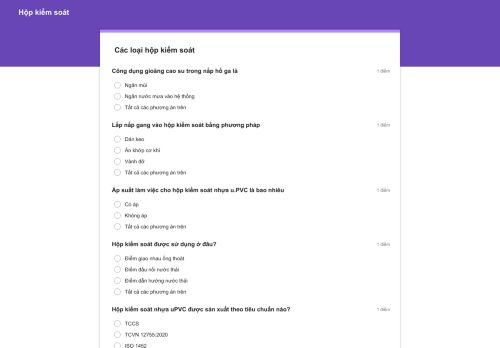 Hộp kiểm soát
Các loại hộp kiểm soát
Công dụng gioăng cao su trong nắp hố ga là
1 điểm
Ngăn mùi
Ngăn nước mưa vào hệ thống
Tất cả các phương án trên
Lắp nắp gang vào hộp kiểm soát bằng phương pháp
1 điểm
Dán keo
Ăn khớp cơ khí
Vành đỡ
Tất cả các phương án trên
Áp suất làm việc cho hộp kiểm soát nhựa u.PVC là bao nhiêu
1 điểm
Có áp
Không áp
Tất cả các phương án trên
Hộp kiểm soát được sử dụng ở đâu?
1 điểm
Điểm giao nhau ống thoát
Điểm đấu nối nước thải
Điểm dẫn hướng nước thải
Tất cả các phương án trên
Hộp kiểm soát nhựa uPVC được sản xuất theo tiêu chuẩn nào?
1 điểm
TCCS
TCVN 12755:2020
ISO 1452